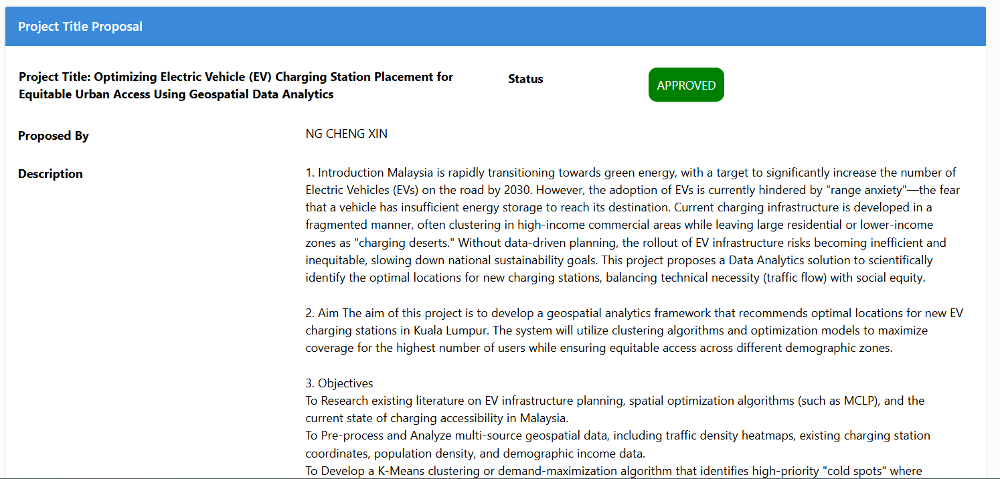 Project Title Proposal
Project Title: Optimizing Electric Vehicle (EV) Charging Station Placement for
Equitable Urban Access Using Geospatial Data Analytics
Status
APPROVED
Proposed By
NG CHENG XIN
Description
1. Introduction Malaysia is rapidly transitioning towards green energy, with a target to significantly increase the number of
Electric Vehicles (EVs) on the road by 2030. However, the adoption of EVs is currently hindered by "range anxiety"—the fear
that a vehicle has insufficient energy storage to reach its destination. Current charging infrastructure is developed in a
fragmented manner, often clustering in high-income commercial areas while leaving large residential or lower-income
zones as "charging deserts." Without data-driven planning, the rollout of EV infrastructure risks becoming inefficient and
inequitable, slowing down national sustainability goals. This project proposes a Data Analytics solution to scientifically
identify the optimal locations for new charging stations, balancing technical necessity (traffic flow) with social equity.
2. Aim The aim of this project is to develop a geospatial analytics framework that recommends optimal locations for new EV
charging stations in Kuala Lumpur. The system will utilize clustering algorithms and optimization models to maximize
coverage for the highest number of users while ensuring equitable access across different demographic zones.
3. Objectives
To Research existing literature on EV infrastructure planning, spatial optimization algorithms (such as MCLP), and the
current state of charging accessibility in Malaysia.
To Pre-process and Analyze multi-source geospatial data, including traffic density heatmaps, existing charging station
coordinates, population density, and demographic income data.
To Develop a K-Means clustering or demand-maximization algorithm that identifies high-priority "cold spots" where